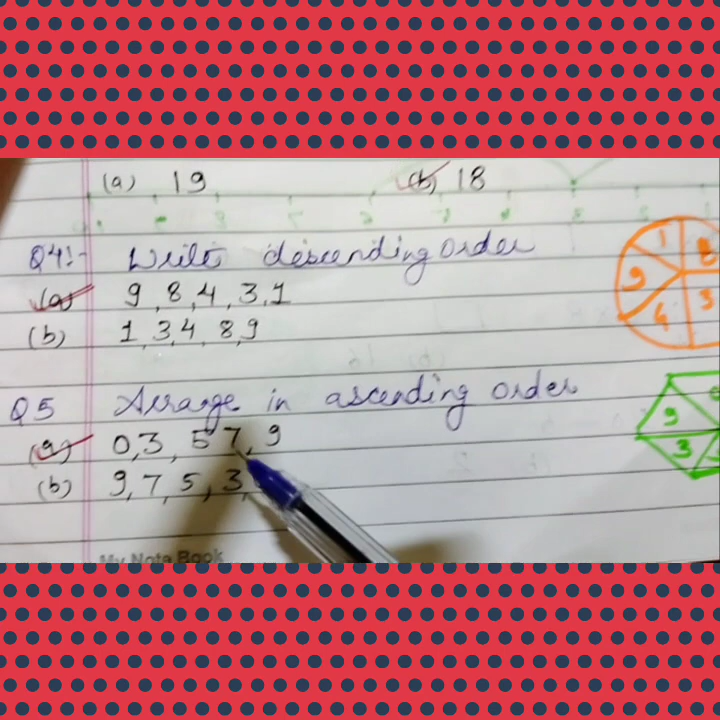 (a) 19 (b) 18
Q4:- Write descending order
(a) 9, 8, 4, 3, 1
(b) 1, 3, 4, 8, 9
1 8 9 4 3
Q5 Arrange in ascending order
(a) 0, 3, 5 7, 9
(b) 9, 7, 5, 3,
9 3
My Note Book